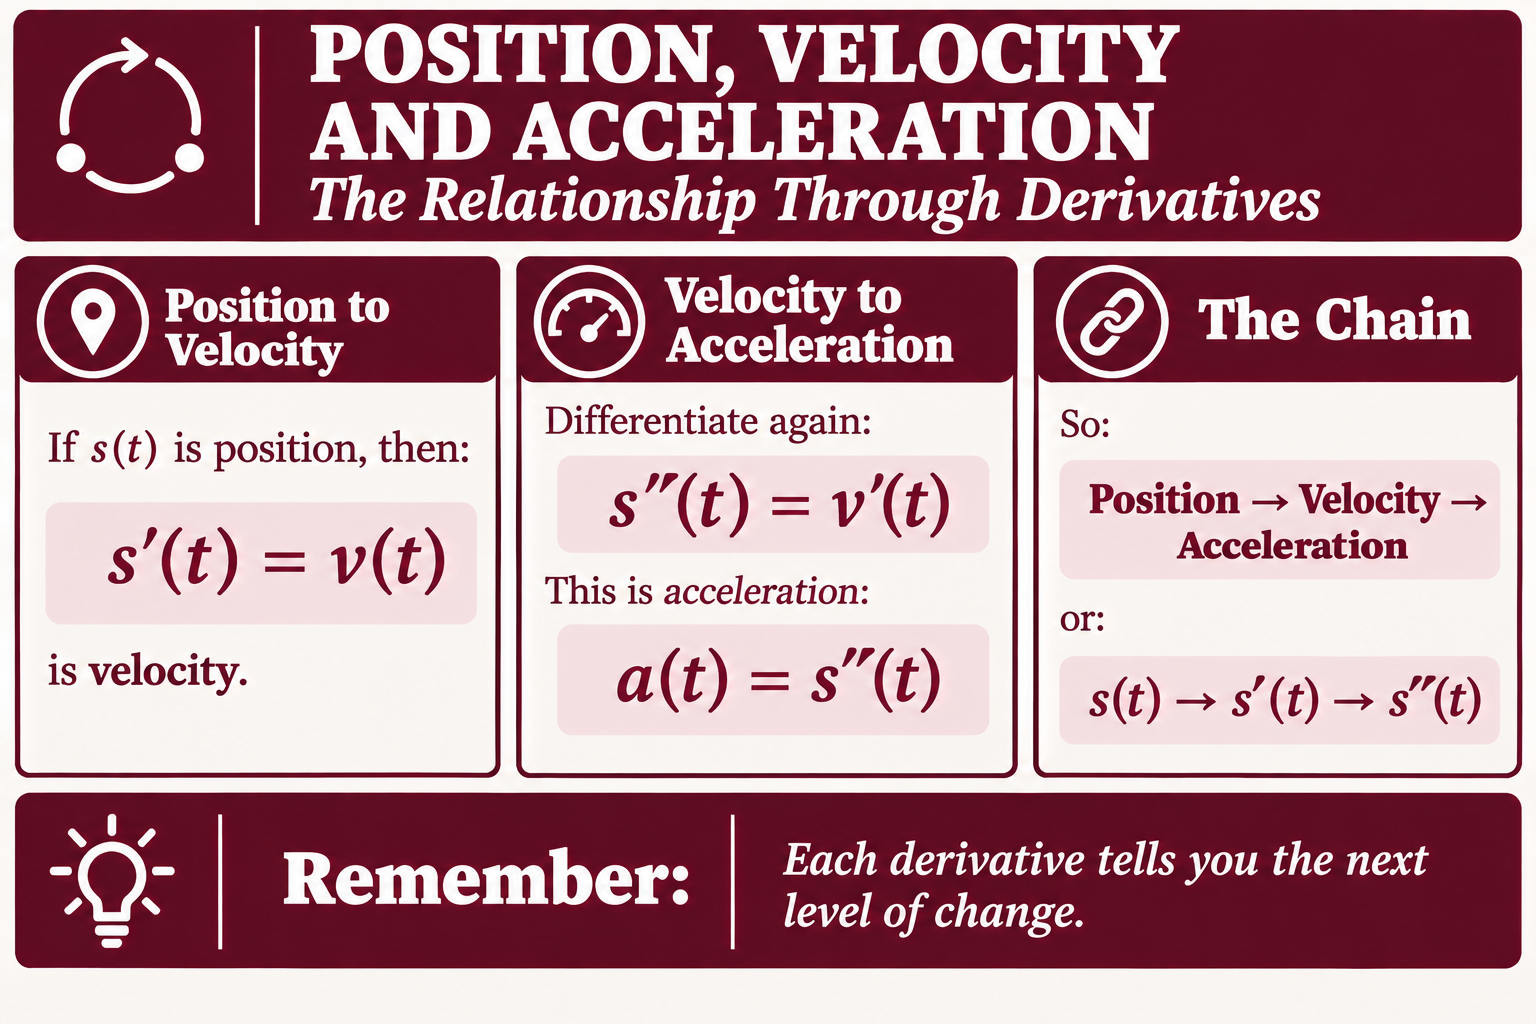 POSITION, VELOCITY
AND ACCELERATION
The Relationship Through Derivatives
Position to
Velocity
If s(t) is position, then:
s′(t) = v(t)
is velocity.
Velocity to
Acceleration
Differentiate again:
s″(t) = v′(t)
This is acceleration:
a(t) = s″(t)
The Chain
So:
Position → Velocity →
Acceleration
or:
s(t) → s′(t) → s″(t)
Remember:
Each derivative tells you the next
level of change.